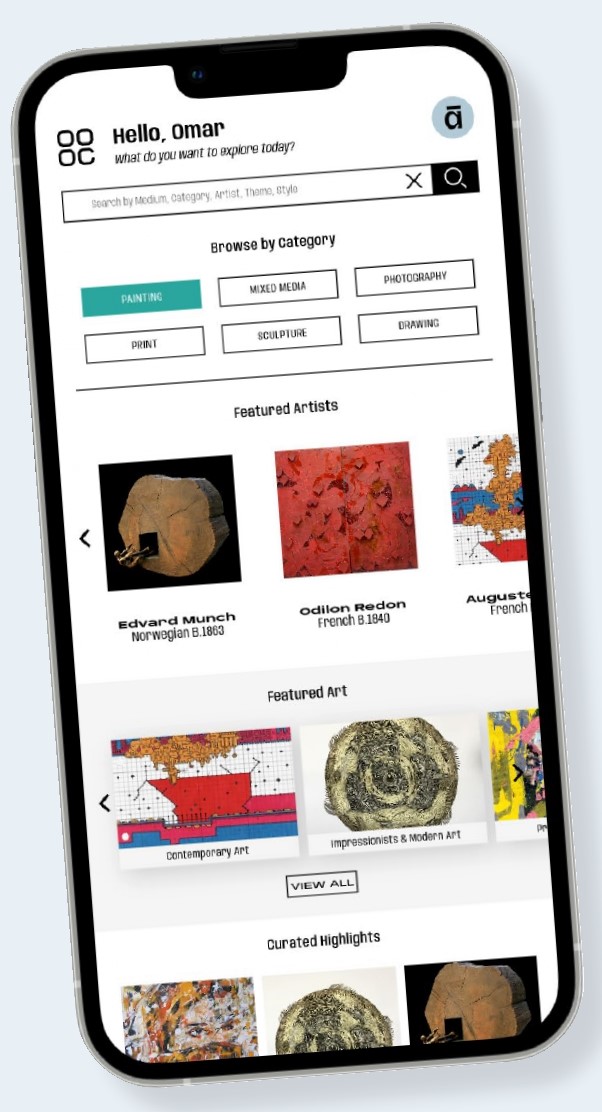 Hello, Omar
What do you want to explore today?
ā
Search by Medium, Category, Artist, Theme, Style
Browse by Category
PAINTING
MIXED MEDIA
PHOTOGRAPHY
PRINT
SCULPTURE
DRAWING
Featured Artists
Edvard Munch
Norwegian B.1863
Odilon Redon
French B.1840
Auguste
French
Featured Art
Contemporary Art
Impressionists & Modern Art
VIEW ALL
Curated Highlights